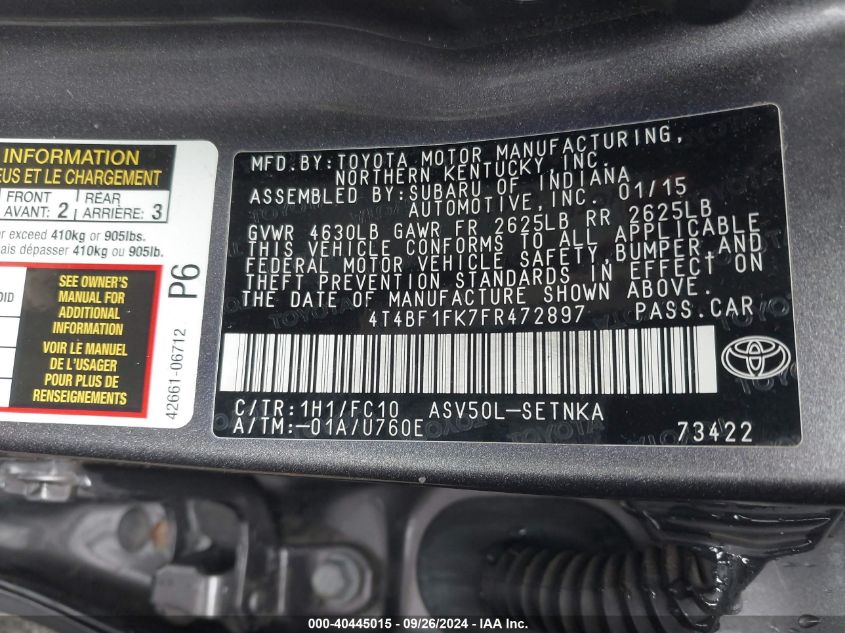 INFORMATION
EUS ET LE CHARGEMENT
FRONT
AVANT: 2
REAR
ARRIÈRE: 3
exceed 410kg or 905lbs.
ais dépasser 410kg ou 905lb.
SEE OWNER'S
MANUAL FOR
ADDITIONAL
INFORMATION
VOIR LE MANUEL
DE L'USAGER
POUR PLUS DE
RENSEIGNEMENTS
P6
42661-06712
MFD.BY:TOYOTA MOTOR MANUFACTURING,
NORTHERN KENTUCKY,INC.
ASSEMBLED BY:SUBARU OF INDIANA
AUTOMOTIVE,INC. 01/15
GVWR 4630LB GAWR FR 2625LB RR 2625LB
THIS VEHICLE CONFORMS TO ALL APPLICABLE
FEDERAL MOTOR VEHICLE SAFETY,BUMPER,AND
THEFT PREVENTION STANDARDS IN EFFECT ON
THE DATE OF MANUFACTURE SHOWN ABOVE.
4T4BF1FK7FR472897 PASS.CAR
C/TR:1H1/FC10 ASV50L-SETNKA
A/TM:-01A/U760E
73422
000-40445015 - 09/26/2024 - IAA Inc.